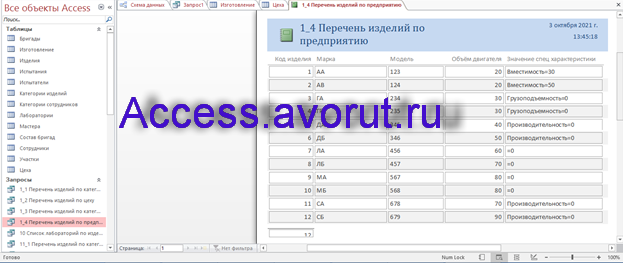 Все объекты Access
Поиск...
Таблицы
Бригады
Изготовление
Изделия
Испытания
Испытатели
Категории изделий
Категории сотрудников
Лаборатории
Мастера
Состав бригад
Сотрудники
Участки
Цеха
Запросы
1_1 Перечень изделий по катег...
1_2 Перечень изделий по цеху
1_3 Перечень изделий по катег...
1_4 Перечень изделий по предп...
10 Список лабораторий по изде...
11_1 Перечень изделий по катег...
Готово
Схема данных
Запрос1
Изготовление
Цеха
1_4 Перечень изделий по предприятию
1_4 Перечень изделий по предприятию
3 октября 2021 г.
13:45:18
Код изделия Марка Модель Объём двигателя Значение спец характеристики
1 АА 123 20 Вместимость=30
2 АВ 124 20 Вместимость=50
3 ГА 234 30 Грузоподъемность=0
235 30 Грузоподъемность=0
345 40 Производительность=0
6 ДБ 346 50 Производительность=0
7 ЛА 456 60 =0
8 ЛБ 457 70 =0
9 МА 567 80 =0
10 МБ 568 80 =0
11 СА 678 70 Производительность=0
12 СБ 679 90 Производительность=0
12
Access.avorut.ru
Страница: 1 Нет фильтра
Num Lock 100%